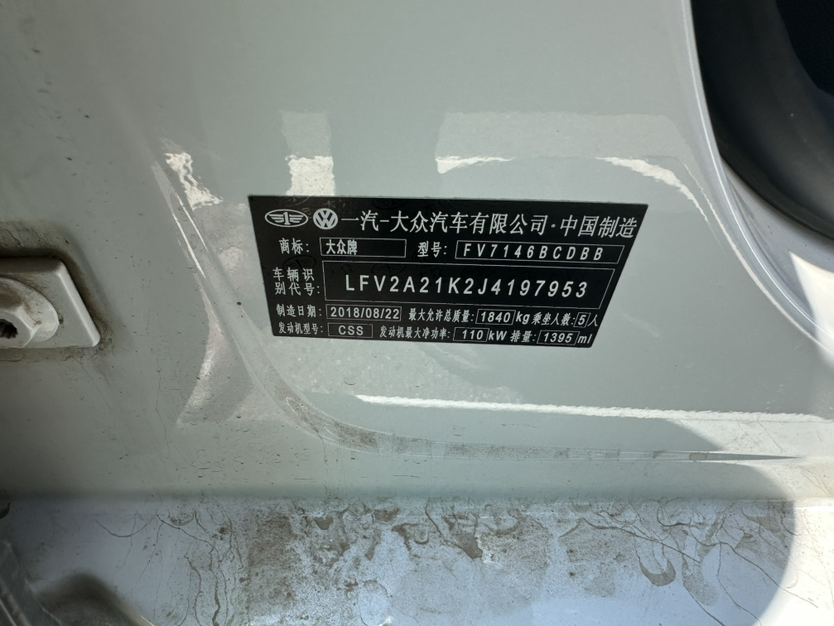 一汽-大众汽车有限公司·中国制造
商标: 大众牌 型号: FV7146BCDBB
车辆识别代号: LFV2A21K2J4197953
制造日期: 2018/08/22 最大允许总质量: 1840 kg 乘坐人数: 5 人
发动机型号: CSS 发动机最大净功率: 110 kW 排量: 1395 ml